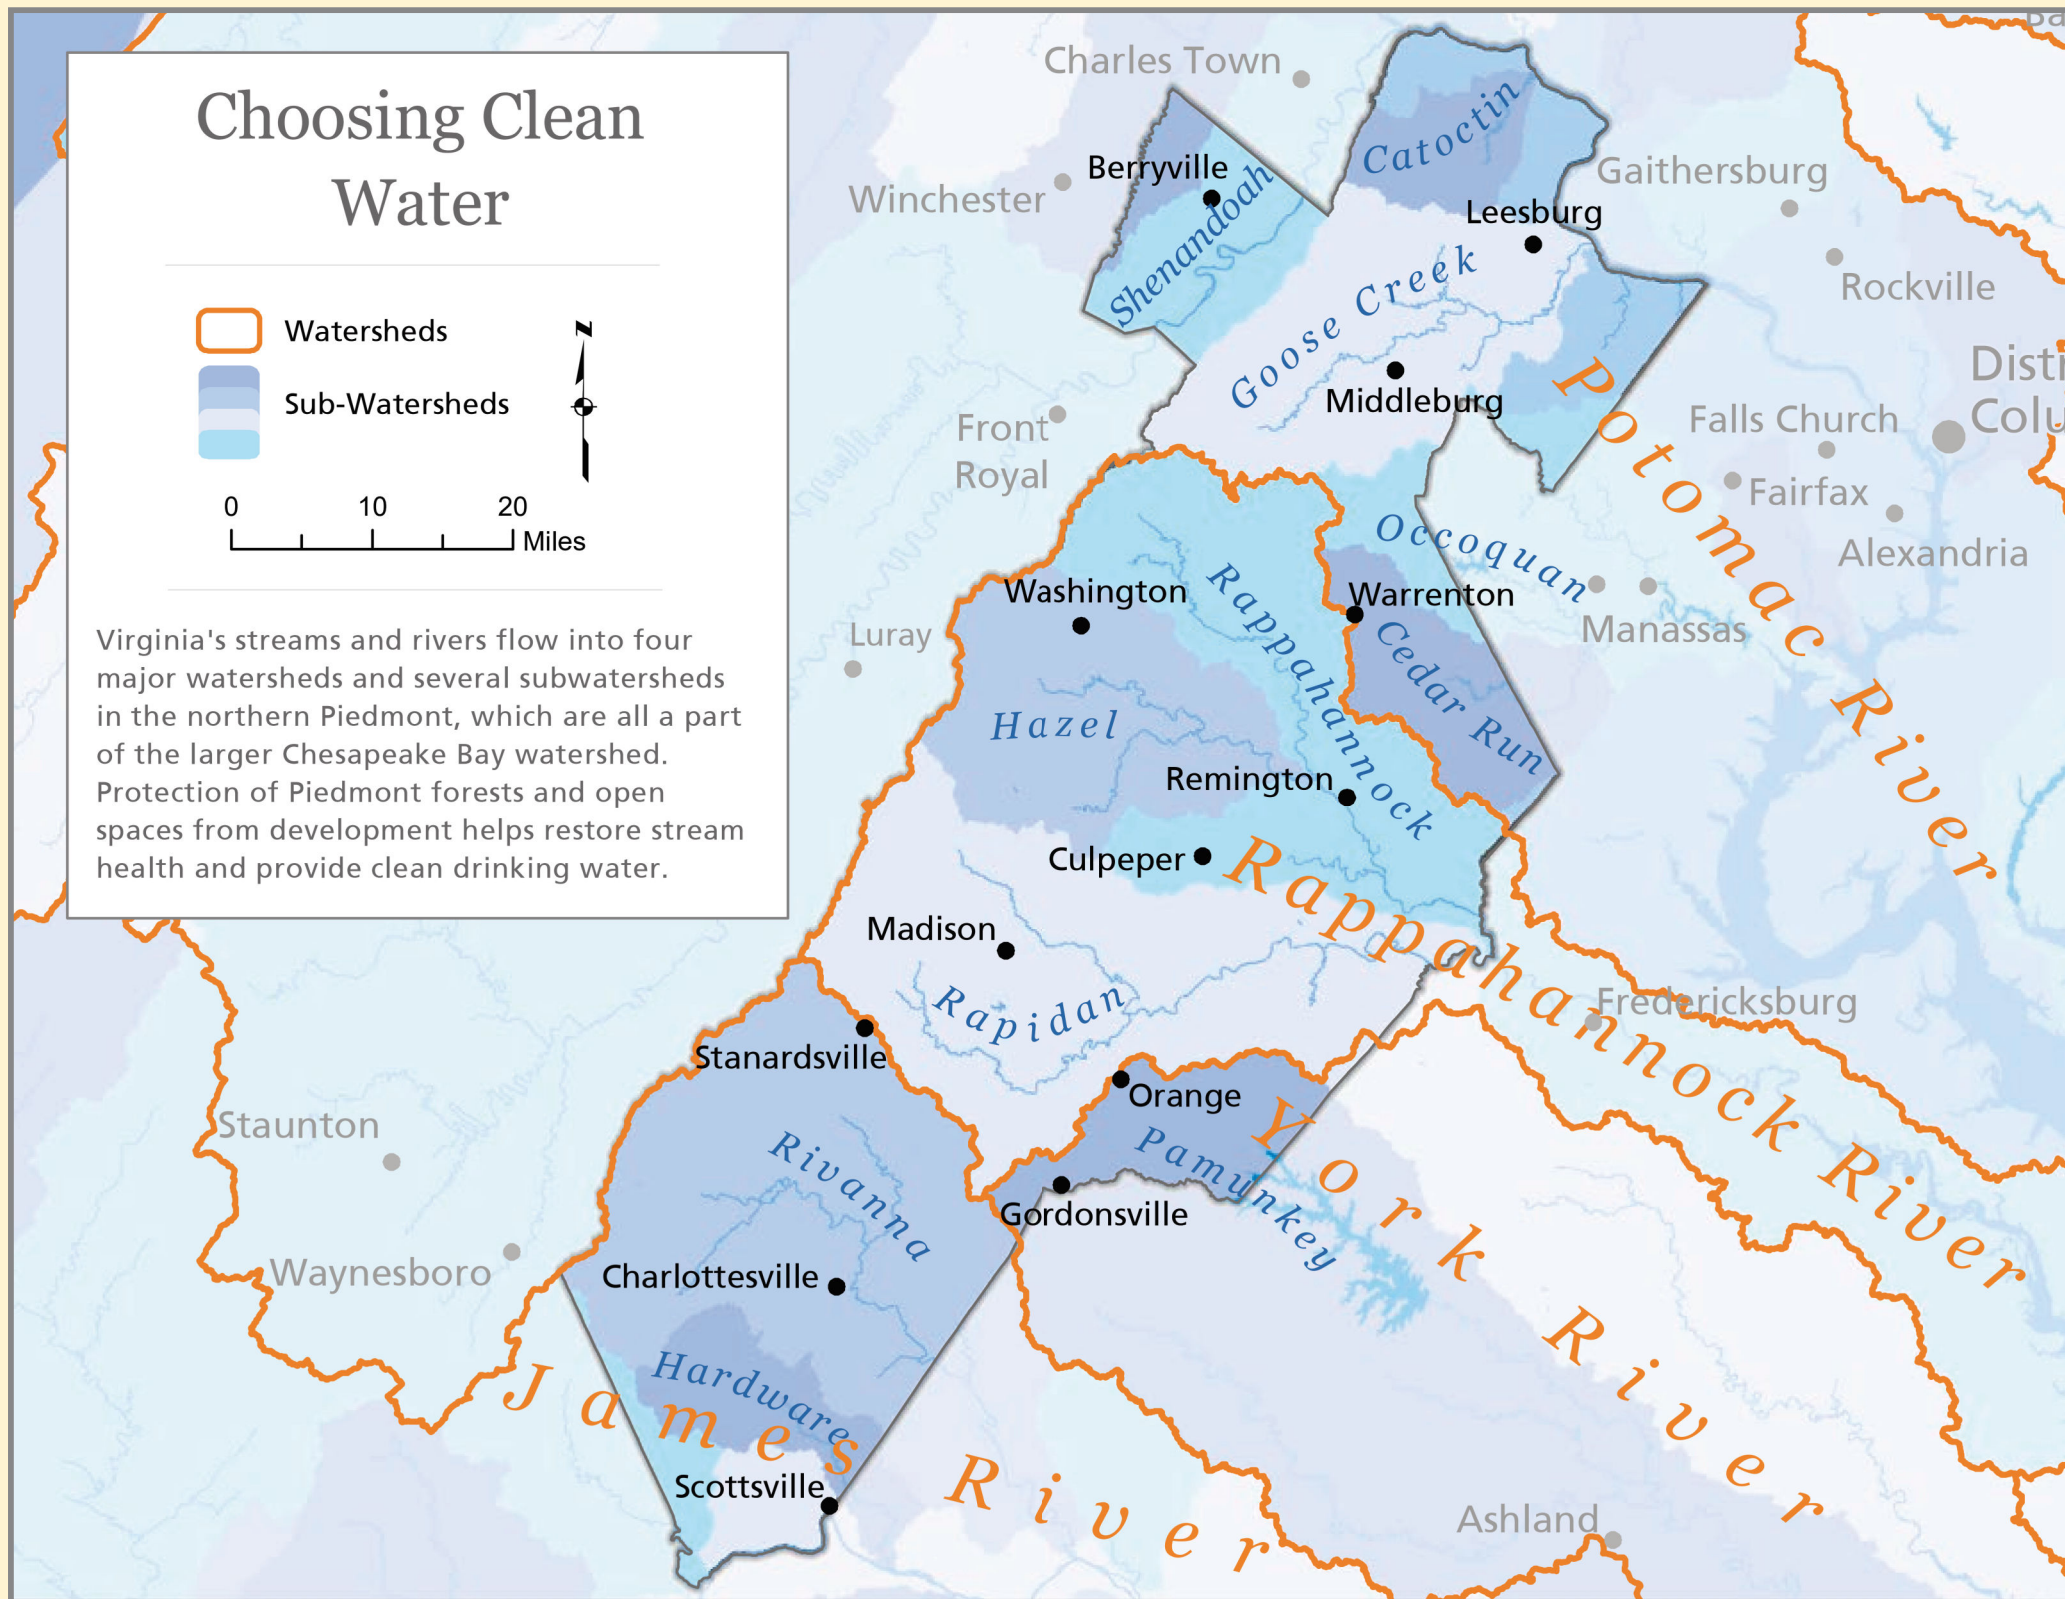 Choosing Clean
Water
Watersheds
Sub-Watersheds
N
0 10 20
Miles
Virginia's streams and rivers flow into four
major watersheds and several subwatersheds
in the northern Piedmont, which are all a part
of the larger Chesapeake Bay watershed.
Protection of Piedmont forests and open
spaces from development helps restore stream
health and provide clean drinking water.
Charles Town
Catoctin
Berryville
Winchester
Shenandoah
Gaithersburg
Leesburg
Rockville
Goose Creek
Middleburg
Front
Royal
Falls Church
Fairfax
Alexandria
Potomac River
Occoquan
Manassas
Washington
Warrenton
Luray
Rappahannock
Cedar Run
Hazel
Remington
Culpeper
Rappahannock River
Madison
Rapidan
Fredericksburg
Stanardsville
Orange
Pamunkey
York River
Staunton
Rivanna
Gordonsville
Waynesboro
Charlottesville
Hardware
James River
Scottsville
Ashland